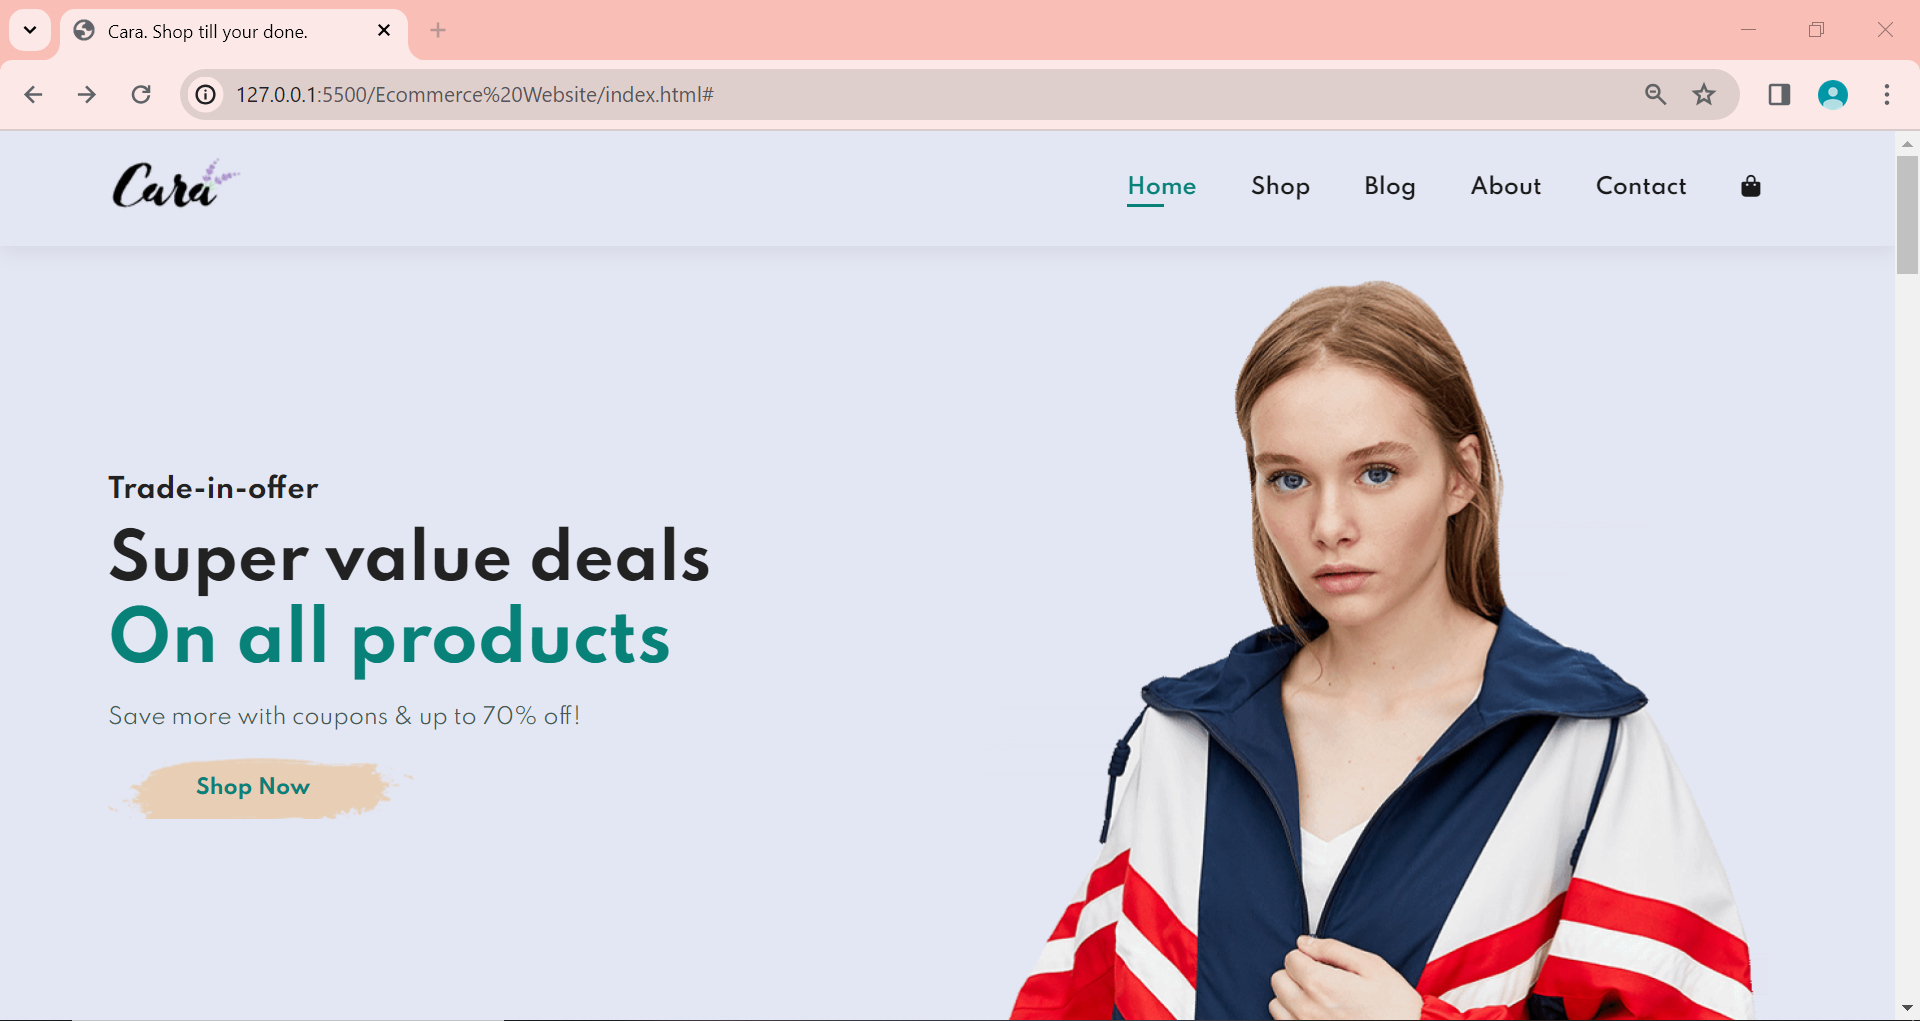 Cara. Shop till your done.
127.0.0.1:5500/Ecommerce%20Website/index.html#
Cara
Home Shop Blog About Contact
Trade-in-offer
Super value deals
On all products
Save more with coupons & up to 70% off!
Shop Now